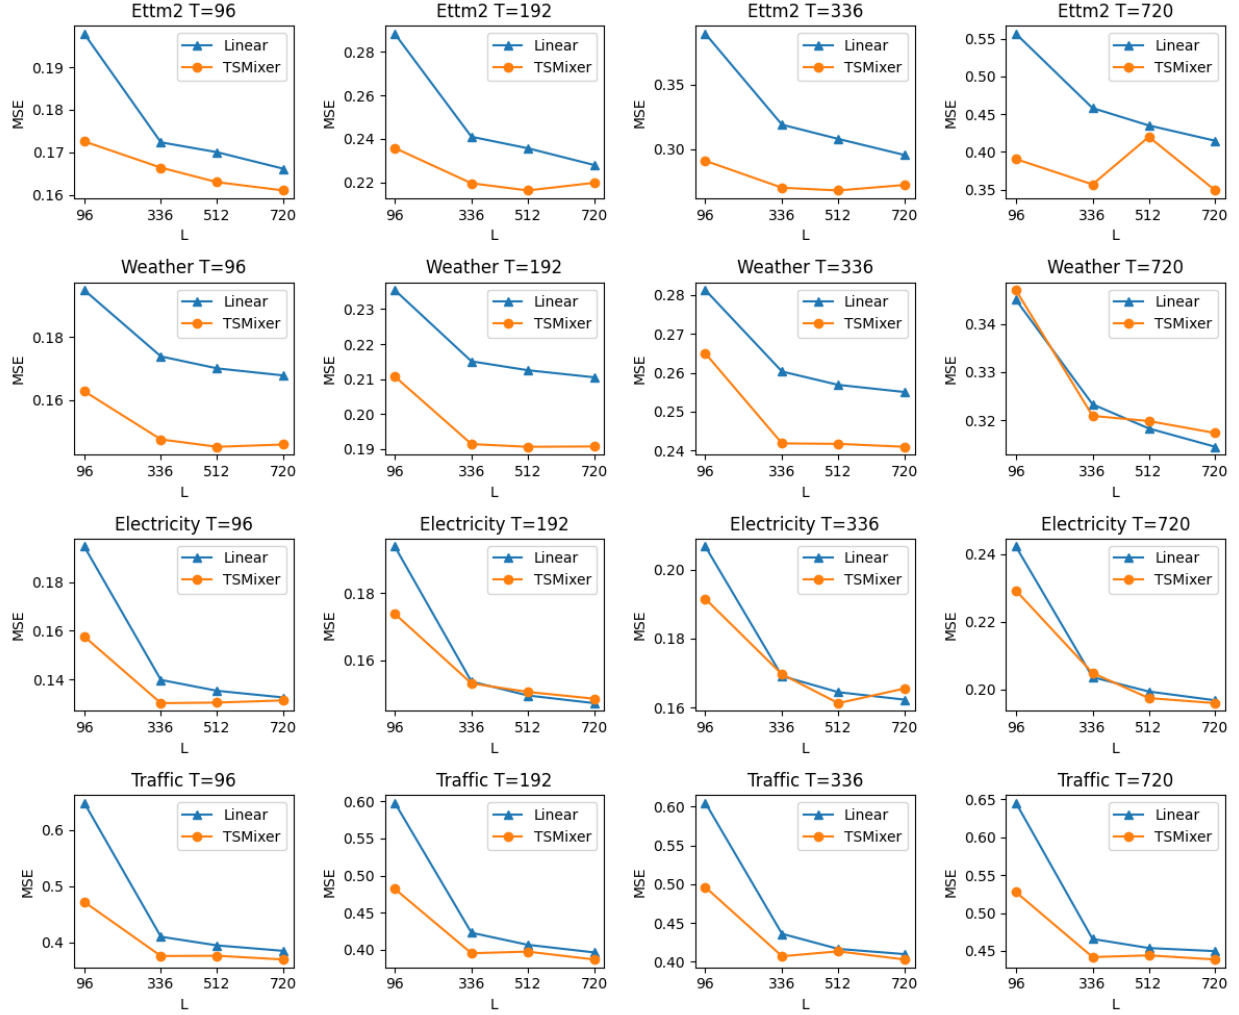 Ettm2 T=96
Linear
TSMixer
MSE
0.19
0.18
0.17
0.16
96 336 512 720
L
Ettm2 T=192
Linear
TSMixer
MSE
0.28
0.26
0.24
0.22
96 336 512 720
L
Ettm2 T=336
Linear
TSMixer
MSE
0.35
0.30
96 336 512 720
L
Ettm2 T=720
Linear
TSMixer
MSE
0.55
0.50
0.45
0.40
0.35
96 336 512 720
L
Weather T=96
Linear
TSMixer
MSE
0.18
0.16
96 336 512 720
L
Weather T=192
Linear
TSMixer
MSE
0.23
0.22
0.21
0.20
0.19
96 336 512 720
L
Weather T=336
Linear
TSMixer
MSE
0.28
0.27
0.26
0.25
0.24
96 336 512 720
L
Weather T=720
Linear
TSMixer
MSE
0.34
0.33
0.32
96 336 512 720
L
Electricity T=96
Linear
TSMixer
MSE
0.18
0.16
0.14
96 336 512 720
L
Electricity T=192
Linear
TSMixer
MSE
0.18
0.16
96 336 512 720
L
Electricity T=336
Linear
TSMixer
MSE
0.20
0.18
0.16
96 336 512 720
L
Electricity T=720
Linear
TSMixer
MSE
0.24
0.22
0.20
96 336 512 720
L
Traffic T=96
Linear
TSMixer
MSE
0.6
0.5
0.4
96 336 512 720
L
Traffic T=192
Linear
TSMixer
MSE
0.60
0.55
0.50
0.45
0.40
96 336 512 720
L
Traffic T=336
Linear
TSMixer
MSE
0.60
0.55
0.50
0.45
0.40
96 336 512 720
L
Traffic T=720
Linear
TSMixer
MSE
0.65
0.60
0.55
0.50
0.45
96 336 512 720
L